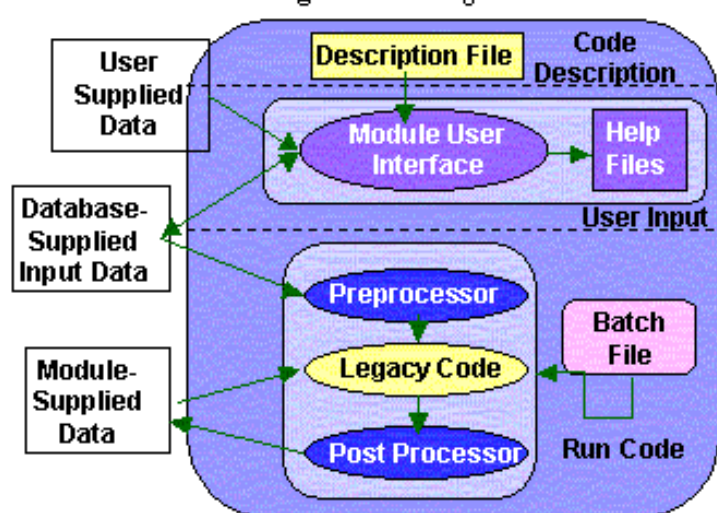 Description File
Code
Description
User
Supplied
Data
Module User
Interface
Help
Files
User Input
Database-
Supplied
Input Data
Preprocessor
Legacy Code
Post Processor
Batch
File
Run Code
Module-
Supplied
Data